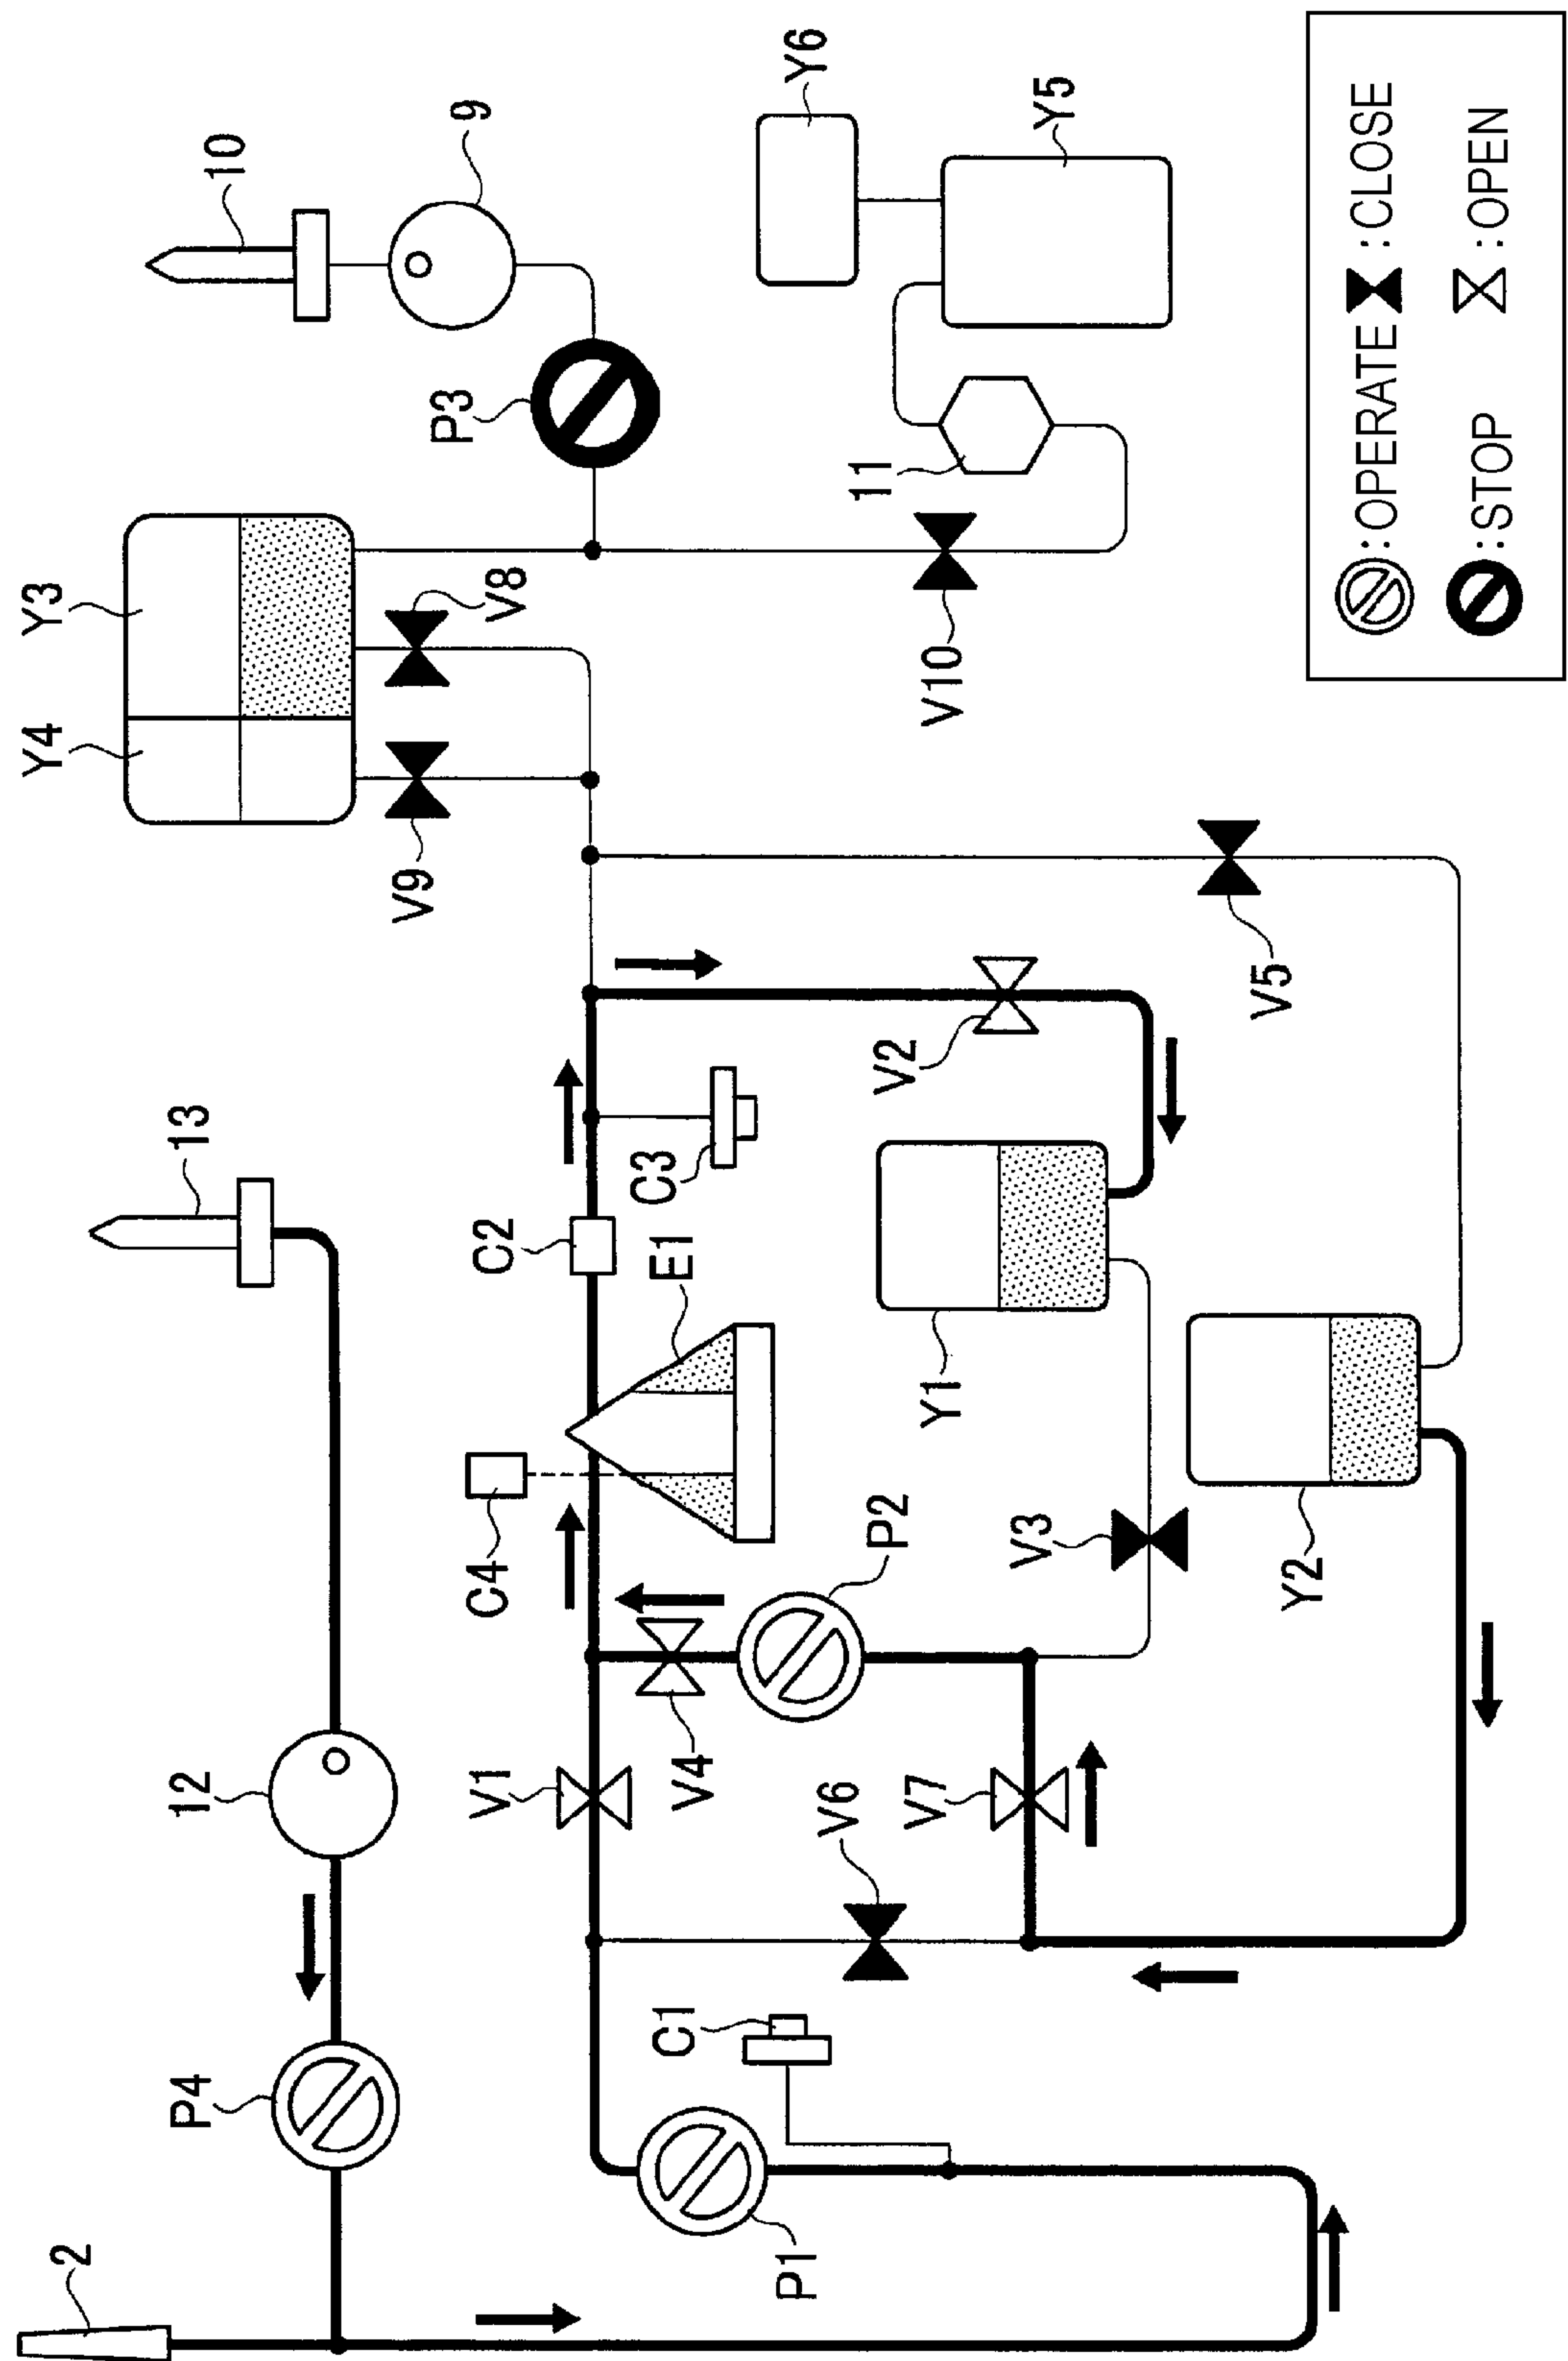 2
Y4
Y3
P4
12
13
10
V9
P3
9
C4
V1
C2
V8
C1
V4
E1
C3
P1
V6
P2
Y6
11
V7
Y1
V2
V10
V3
Y5
Y2
V5
:OPERATE :CLOSE
:STOP :OPEN